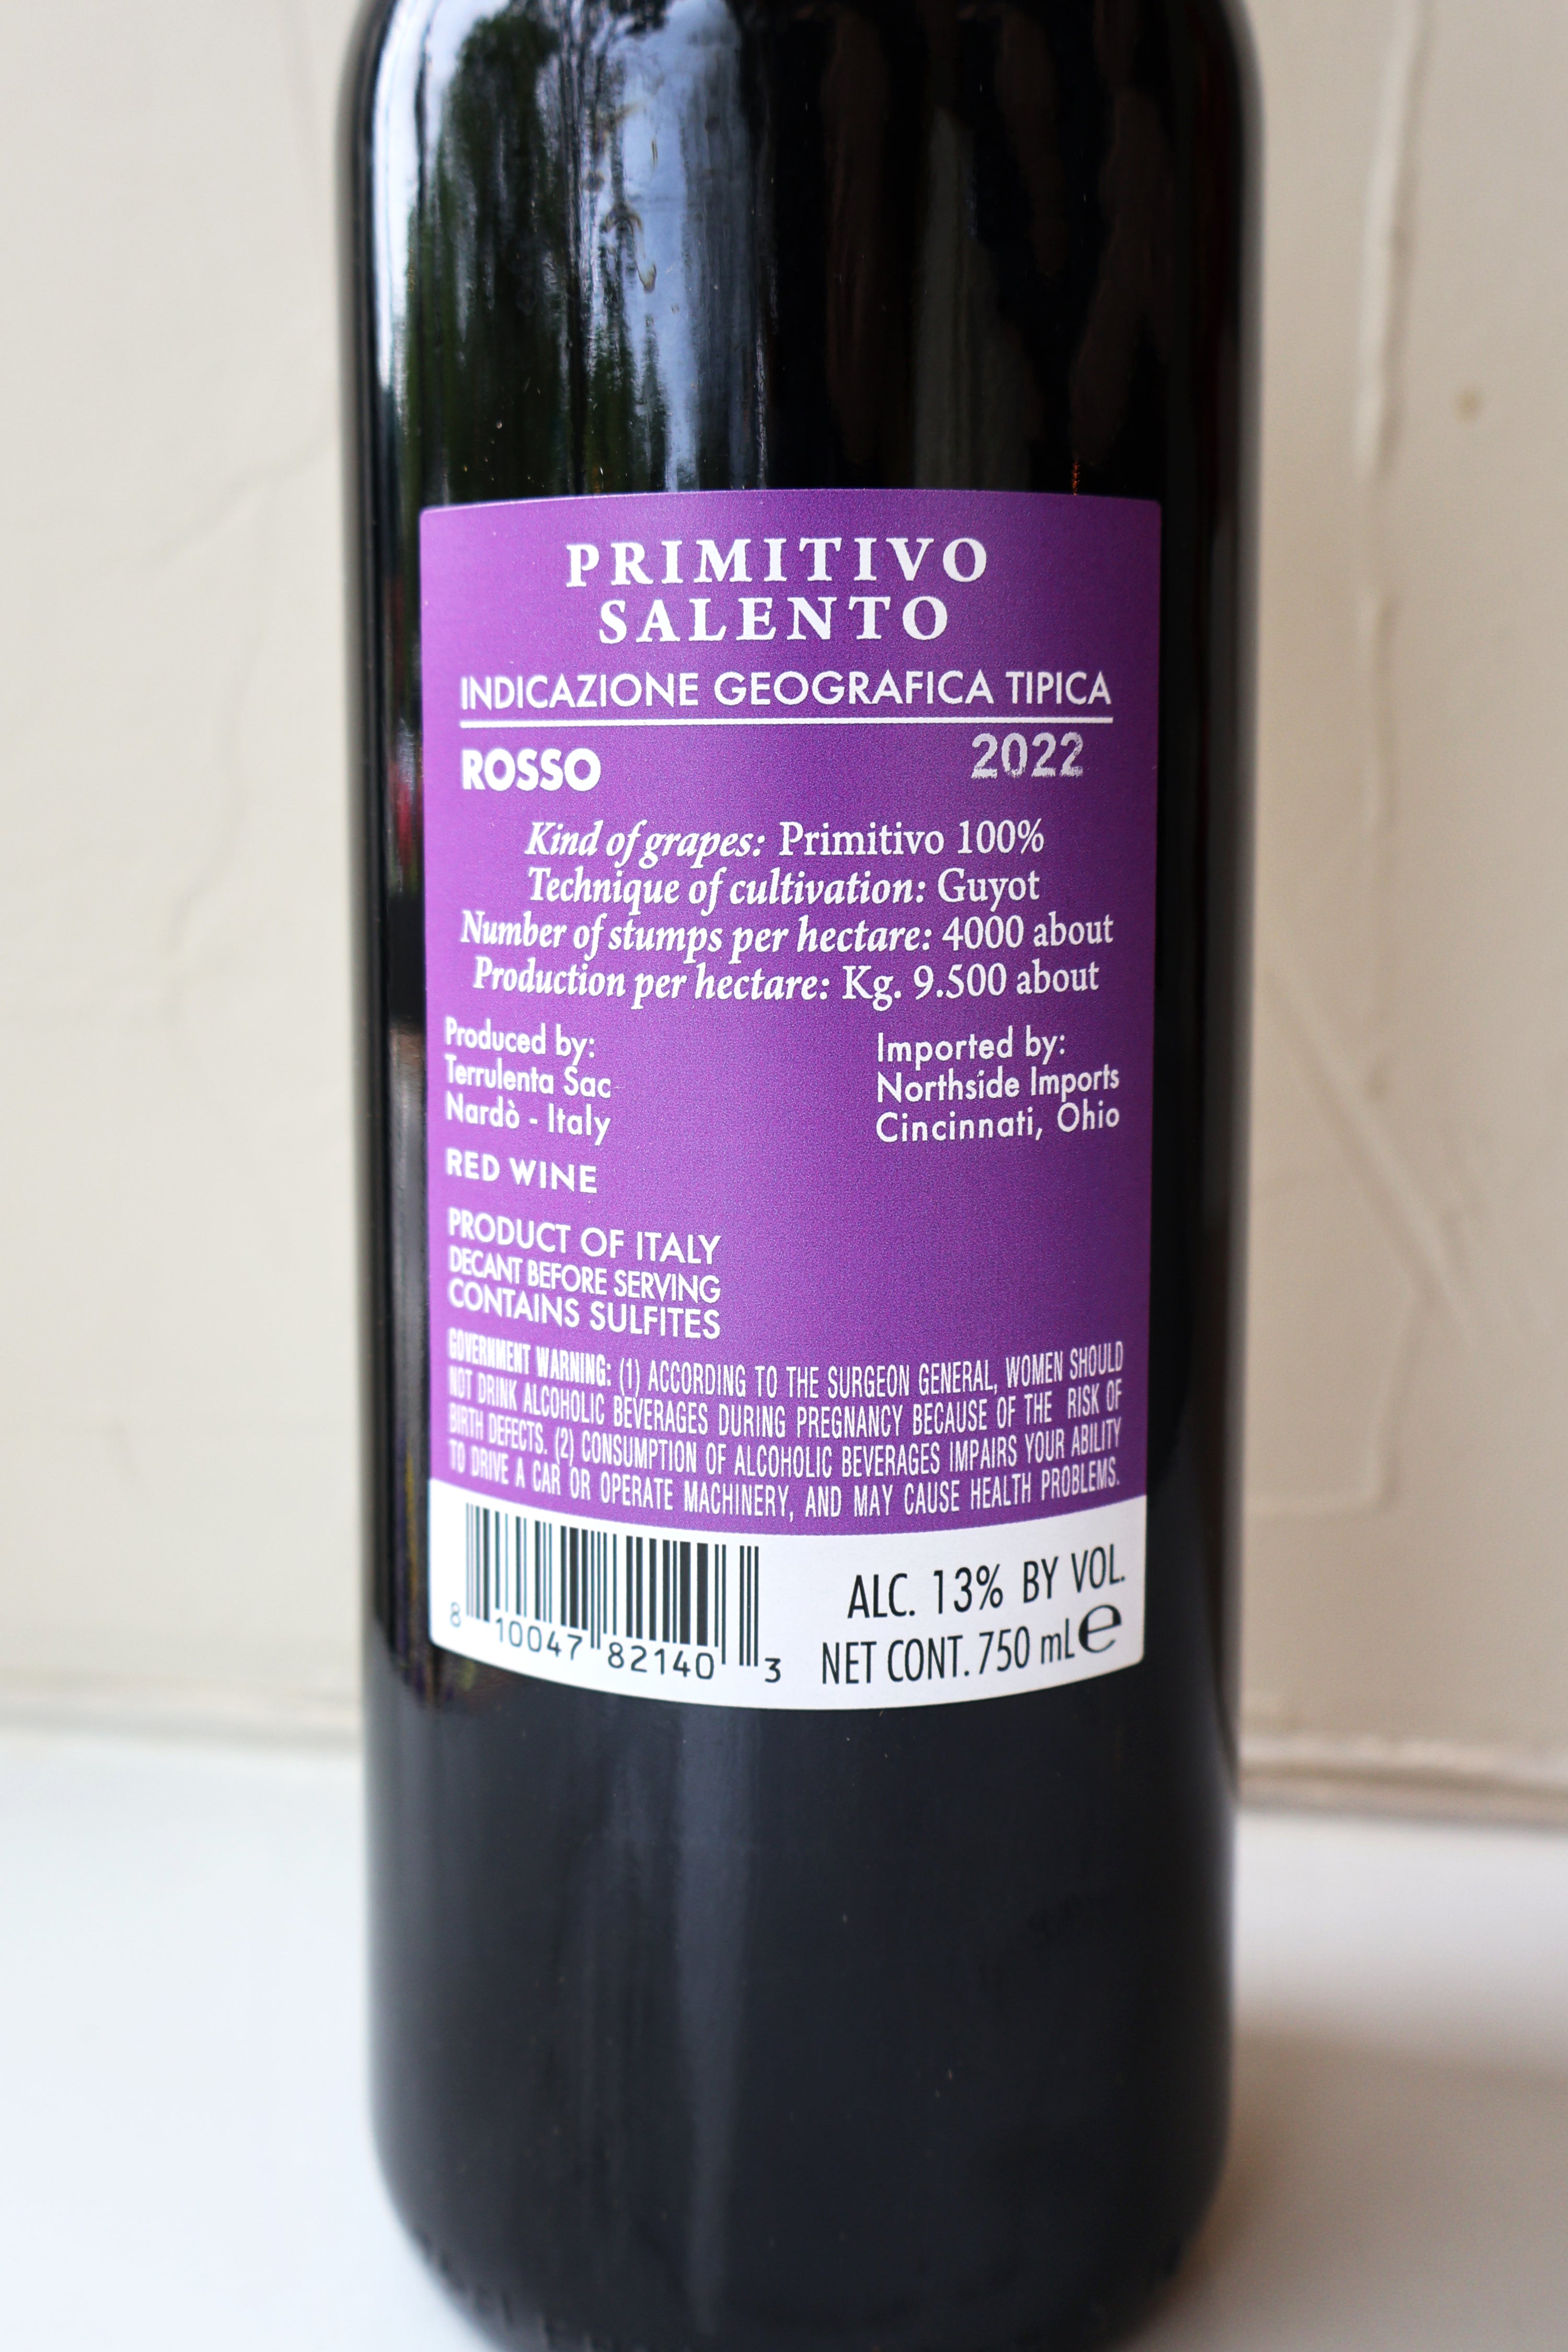 PRIMITIVO
SALENTO
INDICAZIONE GEOGRAFICA TIPICA
ROSSO 2022
Kind of grapes: Primitivo 100%
Technique of cultivation: Guyot
Number of stumps per hectare: 4000 about
Production per hectare: Kg. 9.500 about
Produced by:
Terrulenta Sac
Nardò - Italy
Imported by:
Northside Imports
Cincinnati, Ohio
RED WINE
PRODUCT OF ITALY
DECANT BEFORE SERVING
CONTAINS SULFITES
GOVERNMENT WARNING: (1) ACCORDING TO THE SURGEON GENERAL, WOMEN SHOULD
NOT DRINK ALCOHOLIC BEVERAGES DURING PREGNANCY BECAUSE OF THE RISK OF
BIRTH DEFECTS. (2) CONSUMPTION OF ALCOHOLIC BEVERAGES IMPAIRS YOUR ABILITY
TO DRIVE A CAR OR OPERATE MACHINERY, AND MAY CAUSE HEALTH PROBLEMS.
8 10047 82140 3
ALC. 13% BY VOL.
NET CONT. 750 mL e